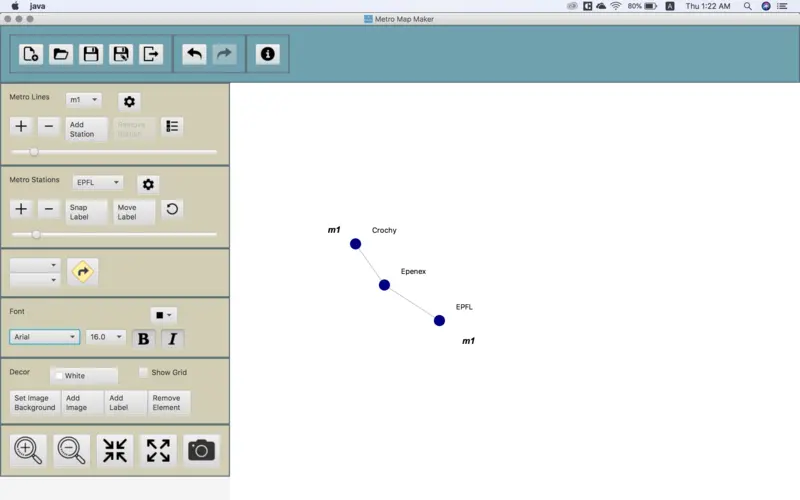 java
80%
A
Thu 1:22 AM
Metro Map Maker
Metro Lines
m1
Add
Station
Remove
Station
Metro Stations
EPFL
Snap
Label
Move
Label
Font
Arial
16.0
B
I
Decor
White
Show Grid
Set Image
Background
Add
Image
Add
Label
Remove
Element
m1
Crochy
Epenex
EPFL
m1